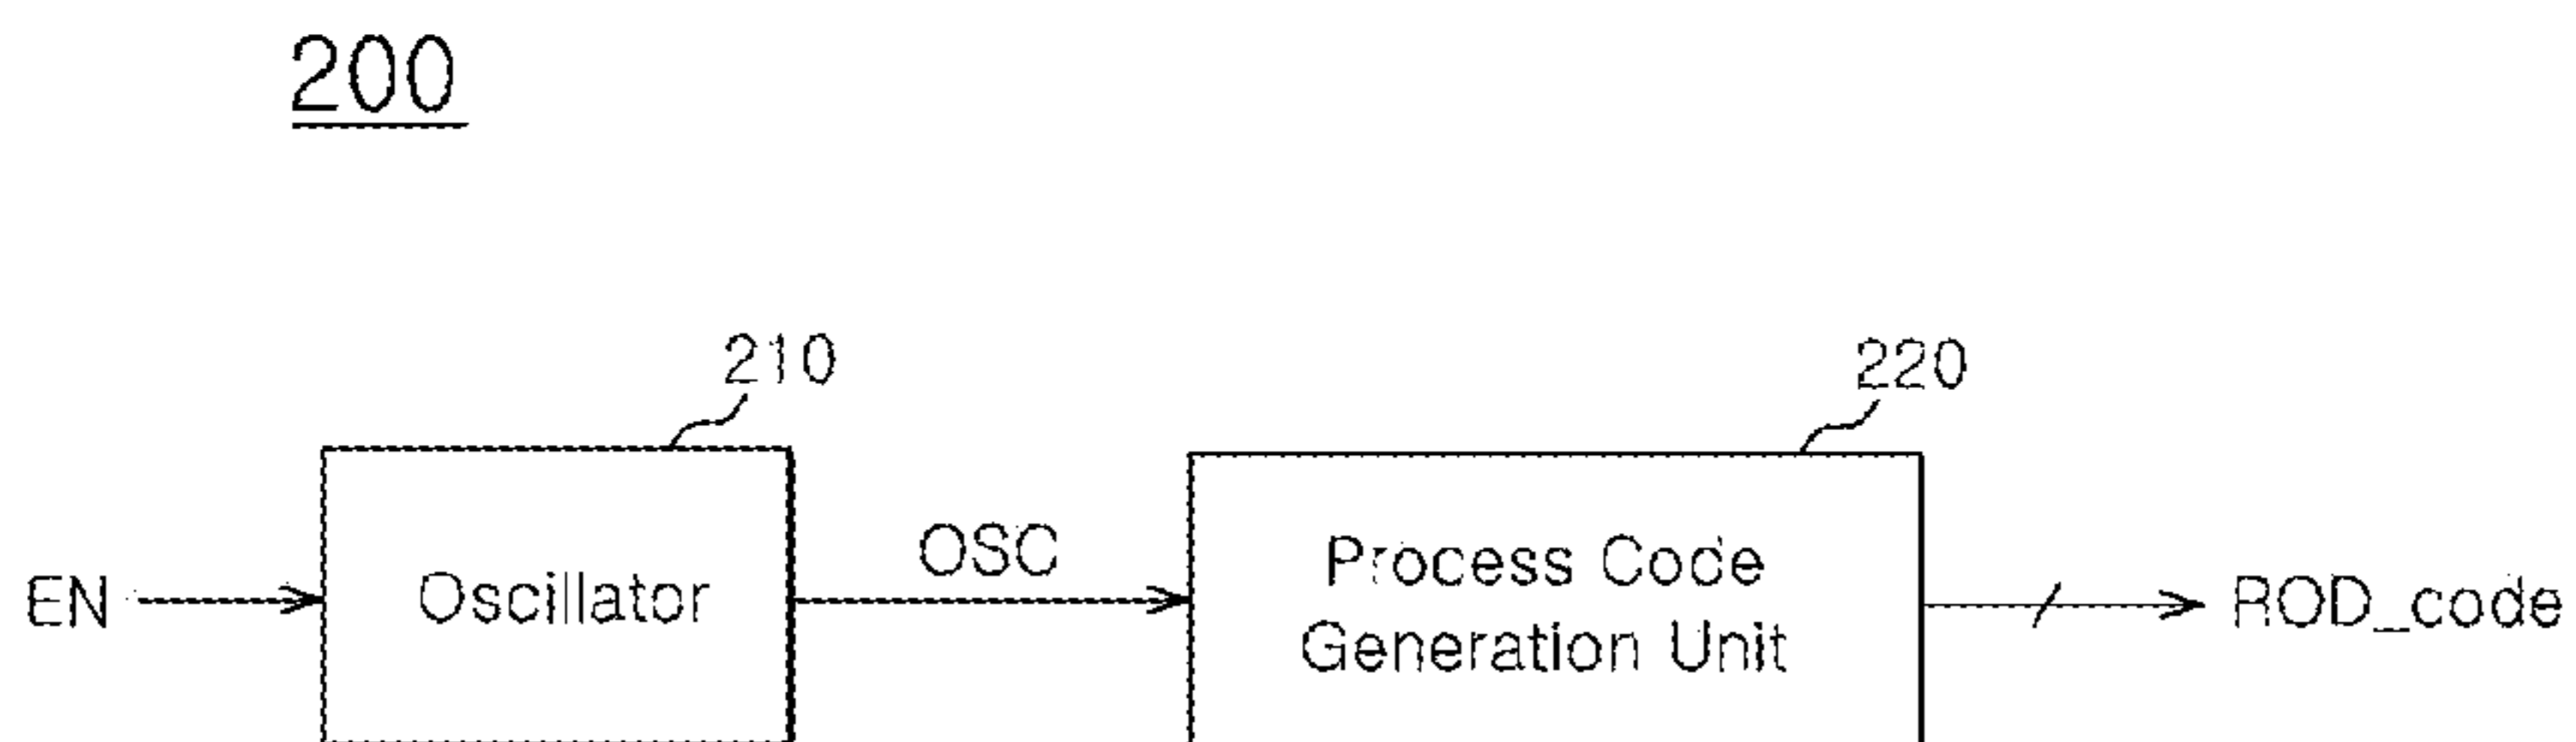 200
210
220
EN
Oscillator
OSC
Process Code
Generation Unit
ROD_code